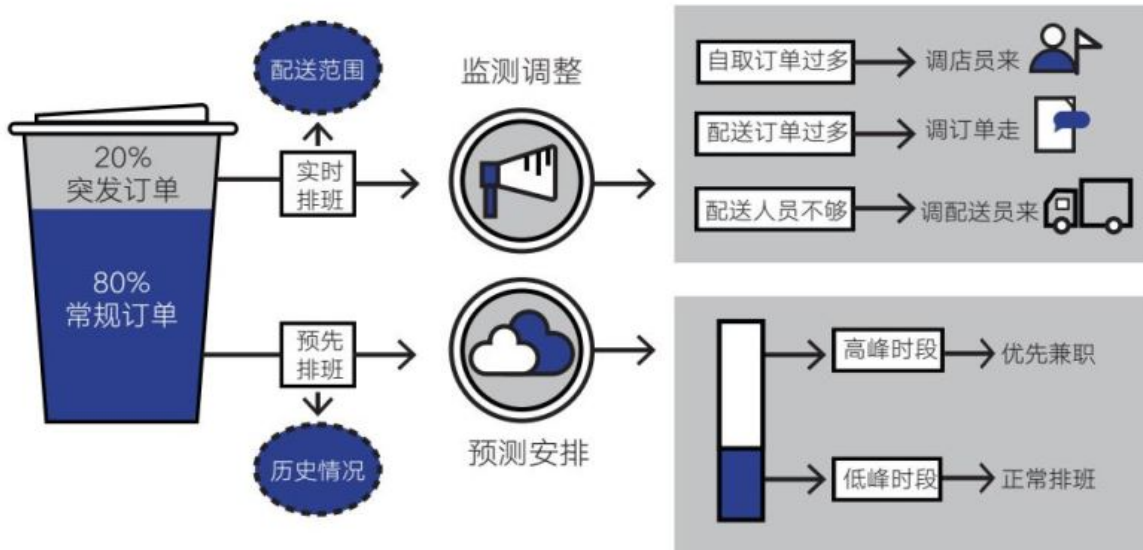 配送范围
监测调整
20%
突发订单
实时
排班
80%
常规订单
预先
排班
历史情况
预测安排
自取订单过多
调店员来
配送订单过多
调订单走
配送人员不够
调配送员来
高峰时段
优先兼职
低峰时段
正常排班